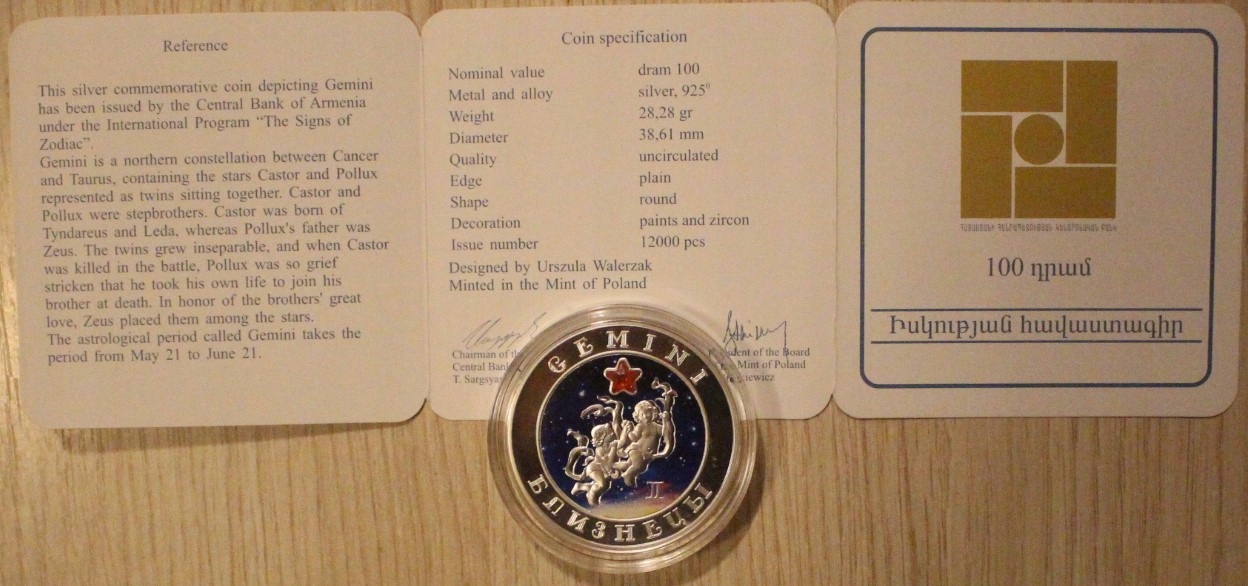 Reference
This silver commemorative coin depicting Gemini
has been issued by the Central Bank of Armenia
under the International Program “The Signs of
Zodiac”.
Gemini is a northern constellation between Cancer
and Taurus, containing the stars Castor and Pollux
represented as twins sitting together. Castor and
Pollux were stepbrothers. Castor was born of
Tyndareus and Leda, whereas Pollux's father was
Zeus. The twins grew inseparable, and when Castor
was killed in the battle, Pollux was so grief
stricken that he took his own life to join his
brother at death. In honor of the brothers' great
love, Zeus placed them among the stars.
The astrological period called Gemini takes the
period from May 21 to June 21.
Coin specification
Nominal value dram 100
Metal and alloy silver, 925⁰
Weight 28,28 gr
Diameter 38,61 mm
Quality uncirculated
Edge plain
Shape round
Decoration paints and zircon
Issue number 12000 pcs
Designed by Urszula Walerzak
Minted in the Mint of Poland
Chairman of
Central Bank
T. Sargsyan
of the Board
Mint of Poland
ՀԱՅԱՍՏԱՆԻ ՀԱՆՐԱՊԵՏՈՒԹՅԱՆ ԿԵՆՏՐՈՆԱԿԱՆ ԲԱՆԿ
100 դրամ
Իսկության հավաստագիր
GEMINI
II
БЛИЗНЕЦЫ